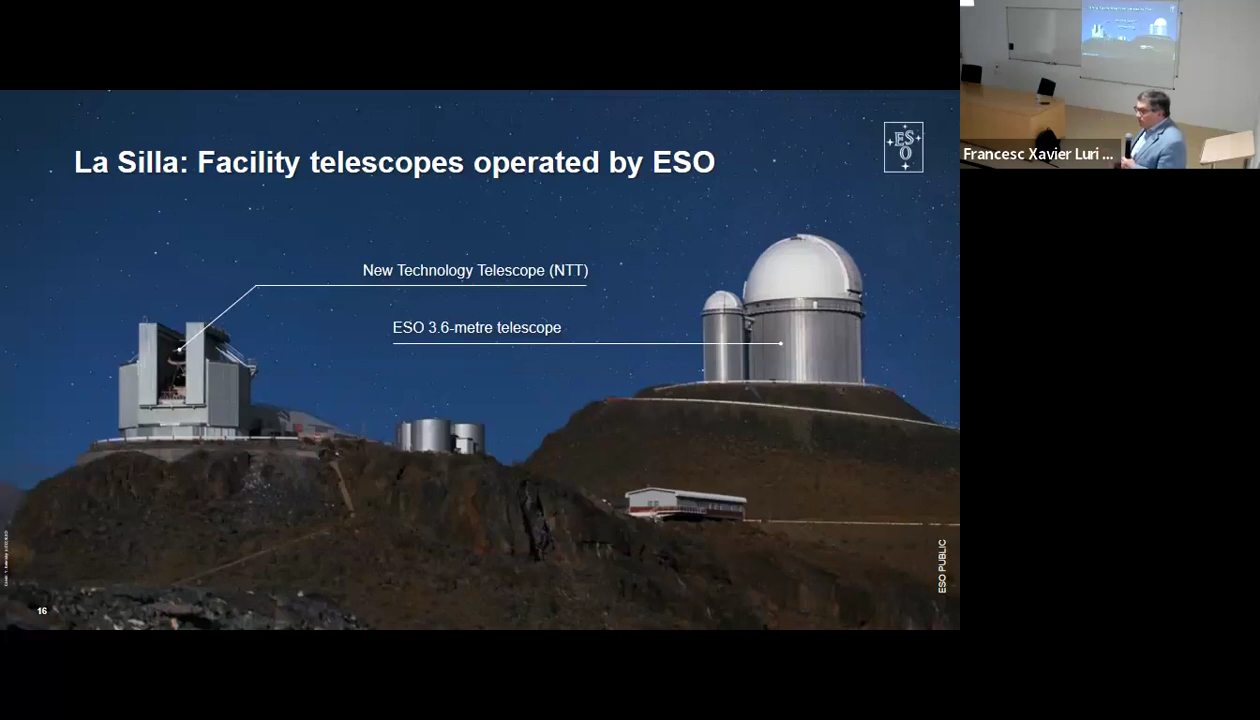 La Silla: Facility telescopes operated by ESO
ESO
New Technology Telescope (NTT)
ESO 3.6-metre telescope
ESO PUBLIC
16
Francesc Xavier Luri ...